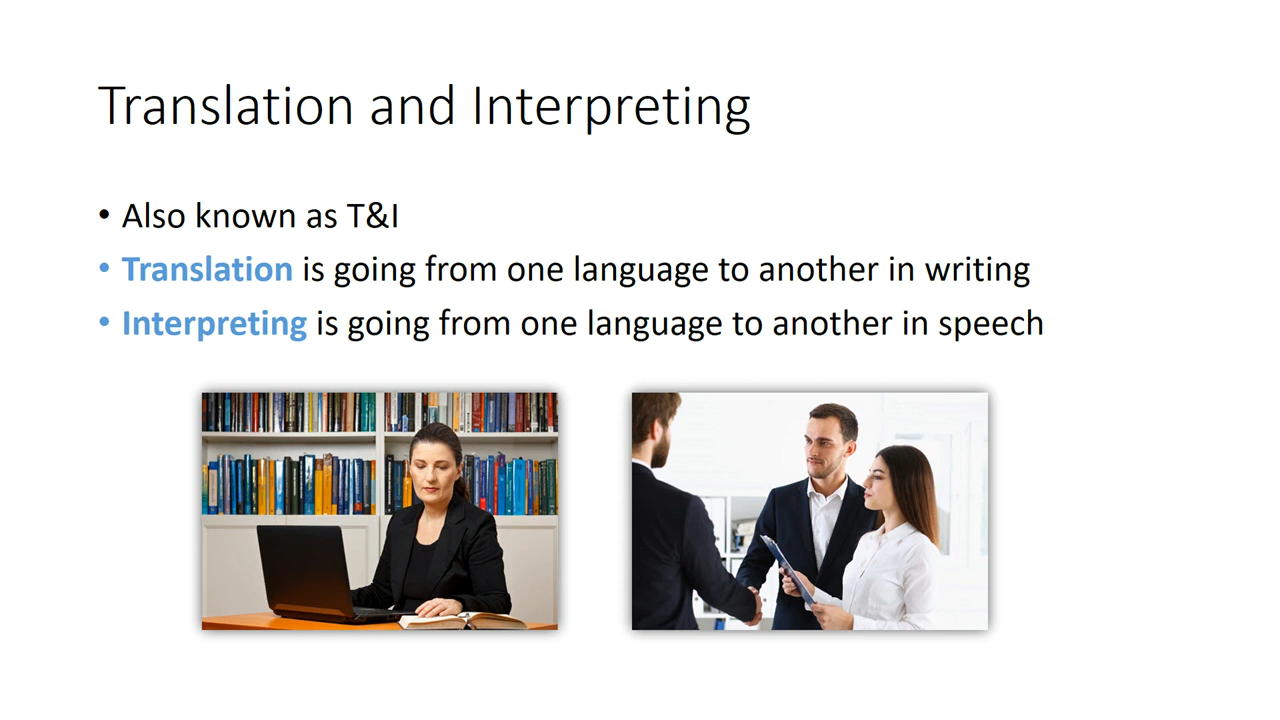 Translation and Interpreting
• Also known as T&I
• Translation is going from one language to another in writing
• Interpreting is going from one language to another in speech